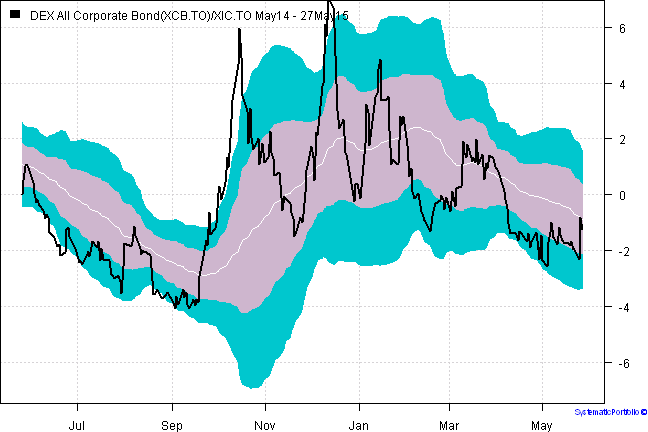 DEX All Corporate Bond(XCB.TO)/XIC.TO May14 - 27May15
6
4
2
0
-2
-4
-6
Jul Sep Nov Jan Mar May
SystematicPortfolio ©